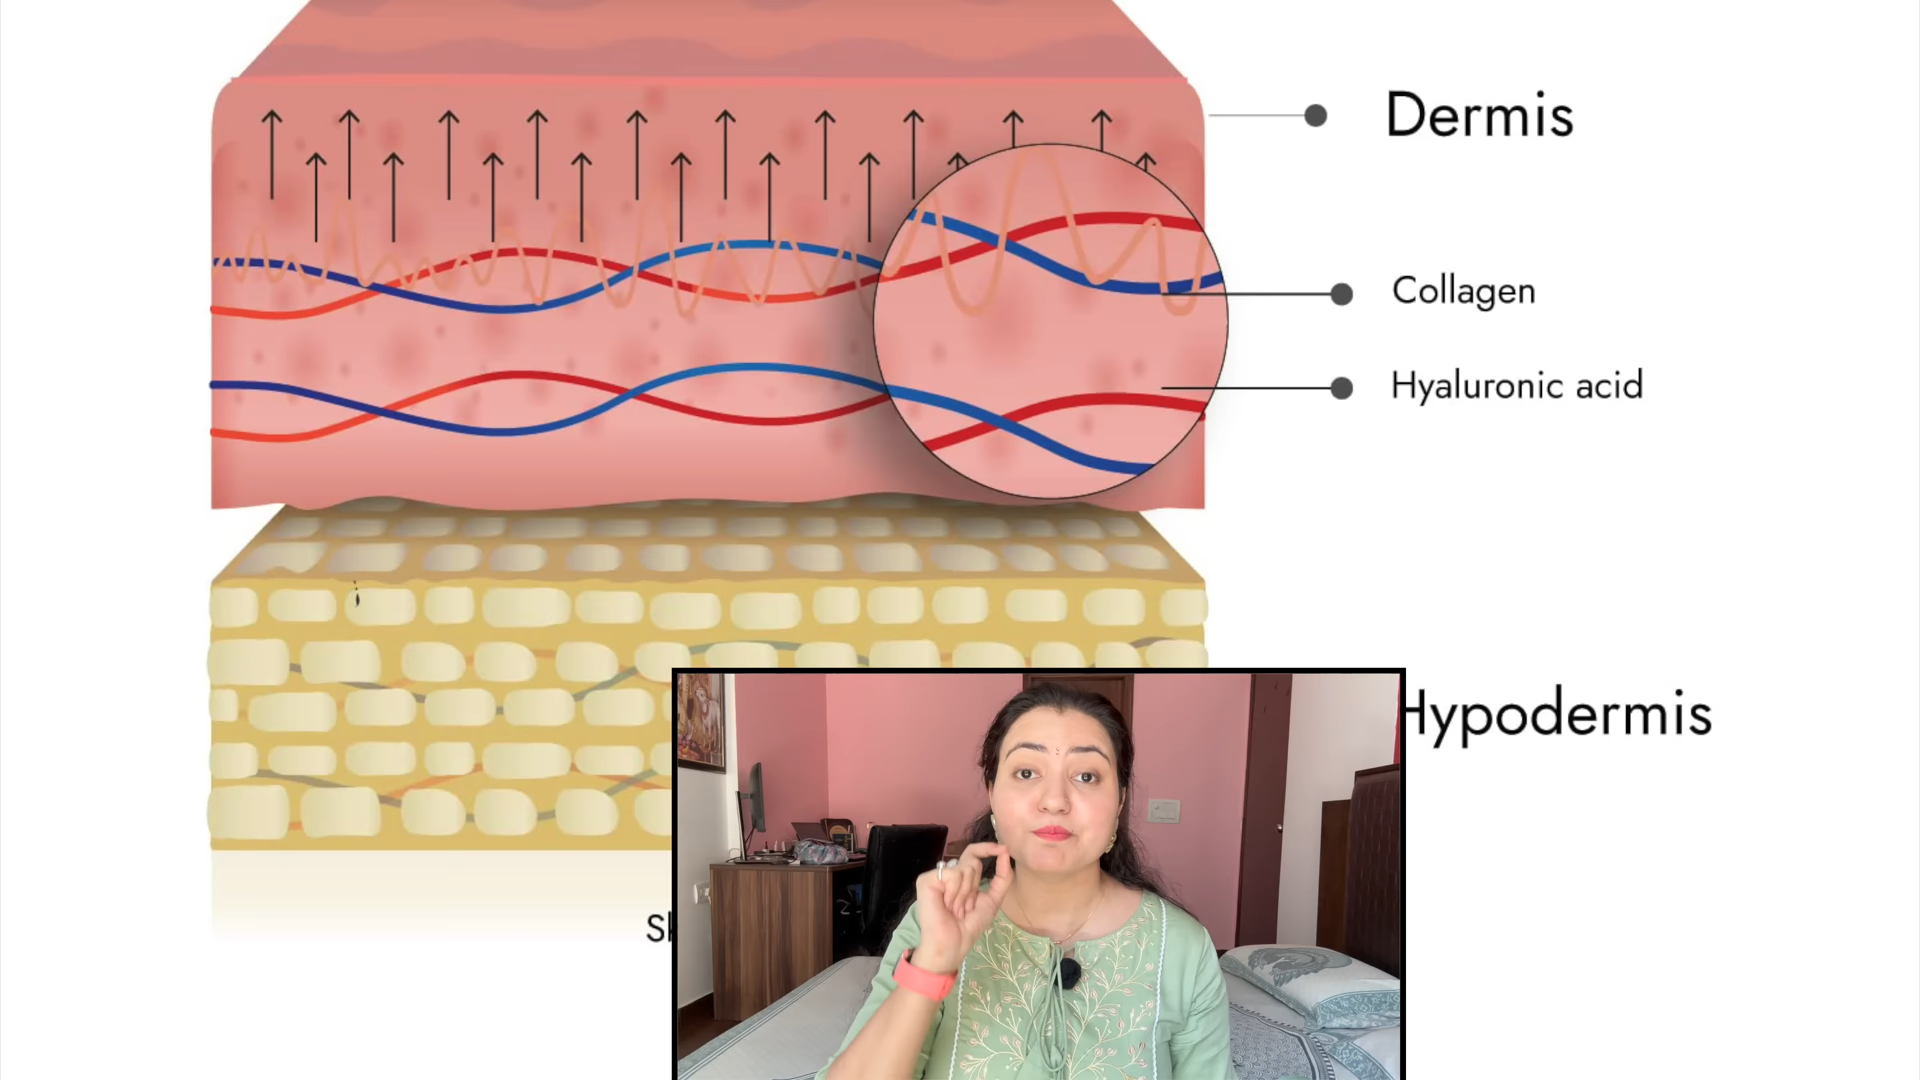 Dermis
Collagen
Hyaluronic acid
Hypodermis